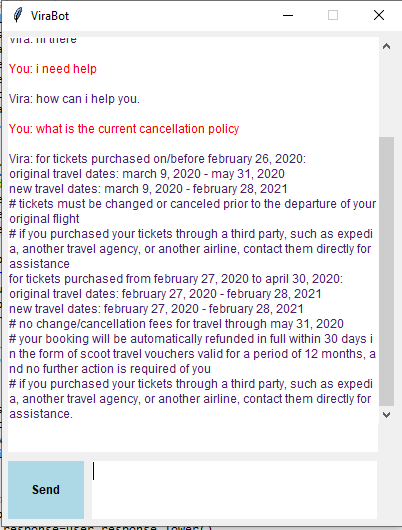 ViraBot
Vira: hi there
You: i need help
Vira: how can i help you.
You: what is the current cancellation policy
Vira: for tickets purchased on/before february 26, 2020:
original travel dates: march 9, 2020 - may 31, 2020
new travel dates: march 9, 2020 - february 28, 2021
# tickets must be changed or canceled prior to the departure of your
original flight
# if you purchased your tickets through a third party, such as expedi
a, another travel agency, or another airline, contact them directly for
assistance
for tickets purchased from february 27, 2020 to april 30, 2020:
original travel dates: february 27, 2020 - february 28, 2021
new travel dates: february 27, 2020 - february 28, 2021
# no change/cancellation fees for travel through may 31, 2020
# your booking will be automatically refunded in full within 30 days i
n the form of scoot travel vouchers valid for a period of 12 months, a
nd no further action is required of you
# if you purchased your tickets through a third party, such as expedi
a, another travel agency, or another airline, contact them directly for
assistance.
Send
response=user_response.lower()